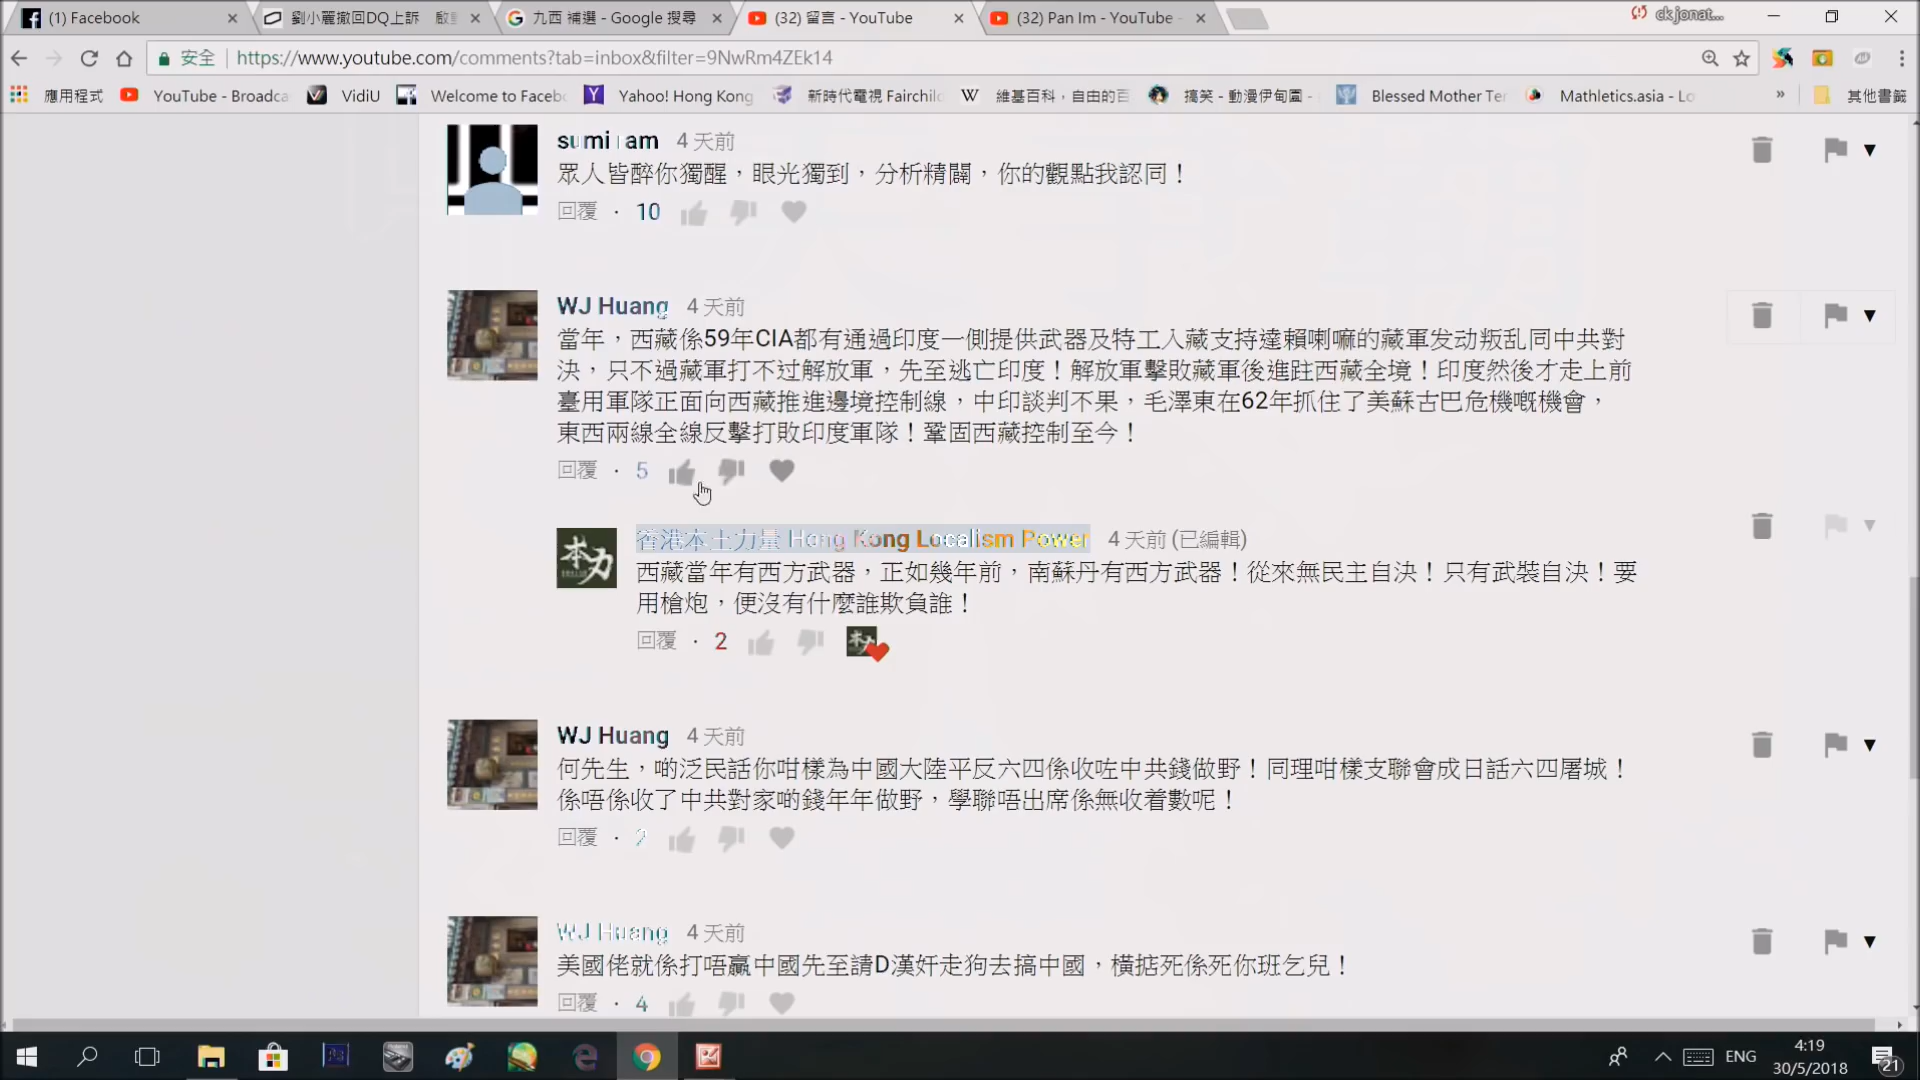 (1) Facebook
劉小麗撤回DQ上訴
九西 補選 - Google 搜尋
(32) 留言 - YouTube
(32) Pan Im - YouTube
ckjonat...
安全
https://www.youtube.com/comments?tab=inbox&filter=9NwRm4ZEk14
應用程式
YouTube - Broadca
VidiU
Welcome to Faceb
Yahoo! Hong Kong
新時代電視 Fairchil
維基百科，自由的百
搞笑 - 動漫伊甸園 -
Blessed Mother Te
Mathletics.asia - Lo
»
其他書籤
4 天前
眾人皆醉你獨醒，眼光獨到，分析精闢，你的觀點我認同！
回覆 · 10
WJ Huang 4 天前
當年，西藏係59年CIA都有通過印度一側提供武器及特工入藏支持達賴喇嘛的藏軍发动叛乱同中共對
決，只不過藏軍打不过解放軍，先至逃亡印度！解放軍擊敗藏軍後進駐西藏全境！印度然後才走上前
臺用軍隊正面向西藏推進邊境控制線，中印談判不果，毛澤東在62年抓住了美蘇古巴危機嘅機會，
東西兩線全線反擊打敗印度軍隊！鞏固西藏控制至今！
回覆 · 5
本力
香港本土力量 Hong Kong Localism Power 4 天前 (已編輯)
西藏當年有西方武器，正如幾年前，南蘇丹有西方武器！從來無民主自決！只有武裝自決！要
用槍炮，便沒有什麼誰欺負誰！
回覆 · 2
本力
WJ Huang 4 天前
何先生，啲泛民話你咁樣為中國大陸平反六四係收咗中共錢做野！同理咁樣支聯會成日話六四屠城！
係唔係收了中共對家啲錢年年做野，學聯唔出席係無收着數呢！
回覆 · 2
WJ Huang 4 天前
美國佬就係打唔贏中國先至請D漢奸走狗去搞中國，橫掂死係死你班乞兒！
回覆 · 4
ENG
4:19
30/5/2018
21